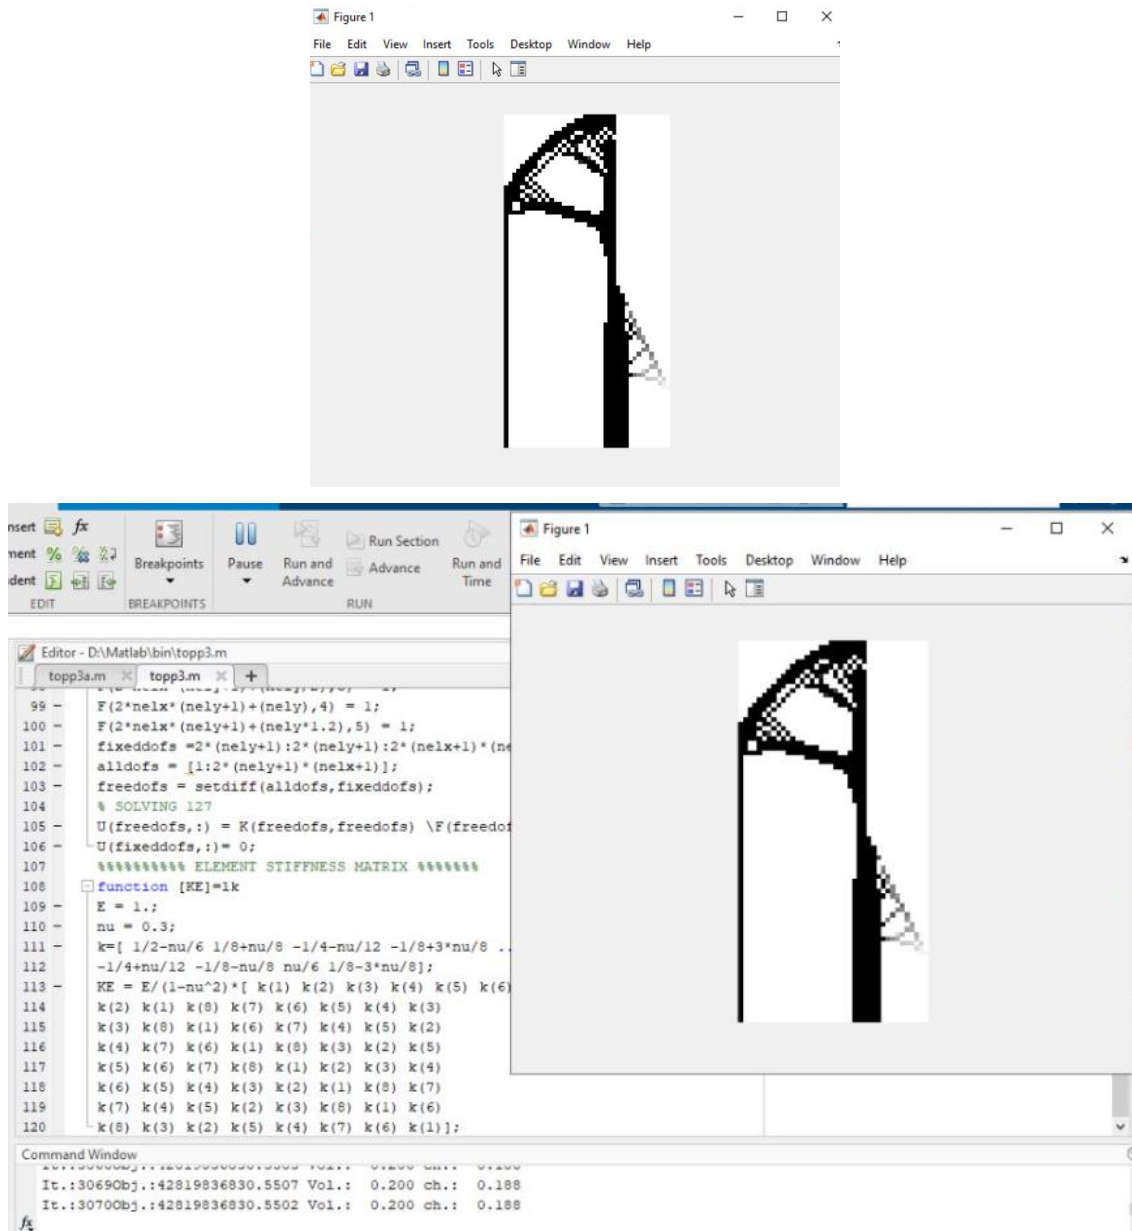 Figure 1
File Edit View Insert Tools Desktop Window Help
nsert fx
ment
dent
Breakpoints
Pause
Run and Advance
Run Section
Advance
Run and Time
EDIT
BREAKPOINTS
RUN
Figure 1
File Edit View Insert Tools Desktop Window Help
Editor - D:\Matlab\bin\topp3.m
topp3a.m topp3.m +
99 - F(2*nelx*(nely+1)+(nely),4) = 1;
100 - F(2*nelx*(nely+1)+(nely*1.2),5) = 1;
101 - fixeddofs =2*(nely+1):2*(nely+1):2*(nelx+1)*(ne
102 - alldofs = [1:2*(nely+1)*(nelx+1)];
103 - freedofs = setdiff(alldofs,fixeddofs);
104 % SOLVING 127
105 - U(freedofs,:) = K(freedofs,freedofs) \F(freedof
106 - U(fixeddofs,:)= 0;
107 %%%%%%%%%% ELEMENT STIFFNESS MATRIX %%%%%%%
108 function [KE]=lk
109 - E = 1.;
110 - nu = 0.3;
111 - k=[ 1/2-nu/6 1/8+nu/8 -1/4-nu/12 -1/8+3*nu/8 ..
112 -1/4+nu/12 -1/8-nu/8 nu/6 1/8-3*nu/8];
113 - KE = E/(1-nu^2)*[ k(1) k(2) k(3) k(4) k(5) k(6)
114 k(2) k(1) k(8) k(7) k(6) k(5) k(4) k(3)
115 k(3) k(8) k(1) k(6) k(7) k(4) k(5) k(2)
116 k(4) k(7) k(6) k(1) k(8) k(3) k(2) k(5)
117 k(5) k(6) k(7) k(8) k(1) k(2) k(3) k(4)
118 k(6) k(5) k(4) k(3) k(2) k(1) k(8) k(7)
119 k(7) k(4) k(5) k(2) k(3) k(8) k(1) k(6)
120 k(8) k(3) k(2) k(5) k(4) k(7) k(6) k(1)];
Command Window
It.:3069Obj.:42819836830.5507 Vol.: 0.200 ch.: 0.188
It.:3070Obj.:42819836830.5502 Vol.: 0.200 ch.: 0.188
fx